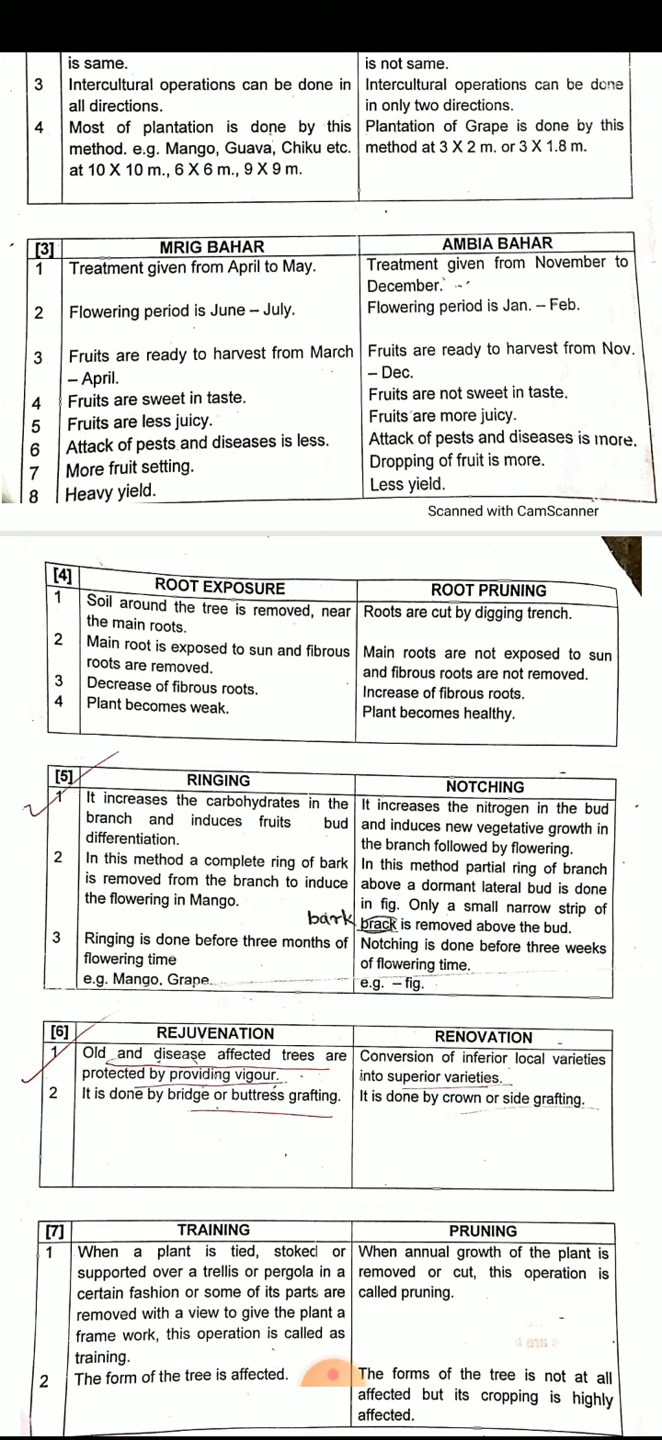 is same.
is not same.
3 Intercultural operations can be done in all directions.
Intercultural operations can be done in only two directions.
4 Most of plantation is done by this method. e.g. Mango, Guava, Chiku etc. at 10 X 10 m., 6 X 6 m., 9 X 9 m.
Plantation of Grape is done by this method at 3 X 2 m. or 3 X 1.8 m.
[3] MRIG BAHAR AMBIA BAHAR
1 Treatment given from April to May.
Treatment given from November to
December.
2 Flowering period is June – July.
Flowering period is Jan. – Feb.
3 Fruits are ready to harvest from March
– April.
Fruits are ready to harvest from Nov.
– Dec.
4 Fruits are sweet in taste.
Fruits are not sweet in taste.
5 Fruits are less juicy.
Fruits are more juicy.
6 Attack of pests and diseases is less.
Attack of pests and diseases is more.
7 More fruit setting.
Dropping of fruit is more.
8 Heavy yield.
Less yield.
Scanned with CamScanner
[4] ROOT EXPOSURE ROOT PRUNING
1 Soil around the tree is removed, near
the main roots.
Roots are cut by digging trench.
2 Main root is exposed to sun and fibrous
roots are removed.
Main roots are not exposed to sun
and fibrous roots are not removed.
3 Decrease of fibrous roots.
Increase of fibrous roots.
4 Plant becomes weak.
Plant becomes healthy.
[5] RINGING NOTCHING
1 It increases the carbohydrates in the
branch and induces fruits bud
differentiation.
It increases the nitrogen in the bud
and induces new vegetative growth in
the branch followed by flowering.
2 In this method a complete ring of bark
is removed from the branch to induce
the flowering in Mango.
In this method partial ring of branch
above a dormant lateral bud is done
in fig. Only a small narrow strip of
bark
brack is removed above the bud.
3 Ringing is done before three months of
flowering time
e.g. Mango, Grape.
Notching is done before three weeks
of flowering time.
e.g. – fig.
[6] REJUVENATION RENOVATION
1 Old and disease affected trees are
protected by providing vigour.
Conversion of inferior local varieties
into superior varieties.
2 It is done by bridge or buttress grafting.
It is done by crown or side grafting.
[7] TRAINING PRUNING
1 When a plant is tied, stoked or
supported over a trellis or pergola in a
certain fashion or some of its parts are
removed with a view to give the plant a
frame work, this operation is called as
training.
When annual growth of the plant is
removed or cut, this operation is
called pruning.
2 The form of the tree is affected.
The forms of the tree is not at all
affected but its cropping is highly
affected.